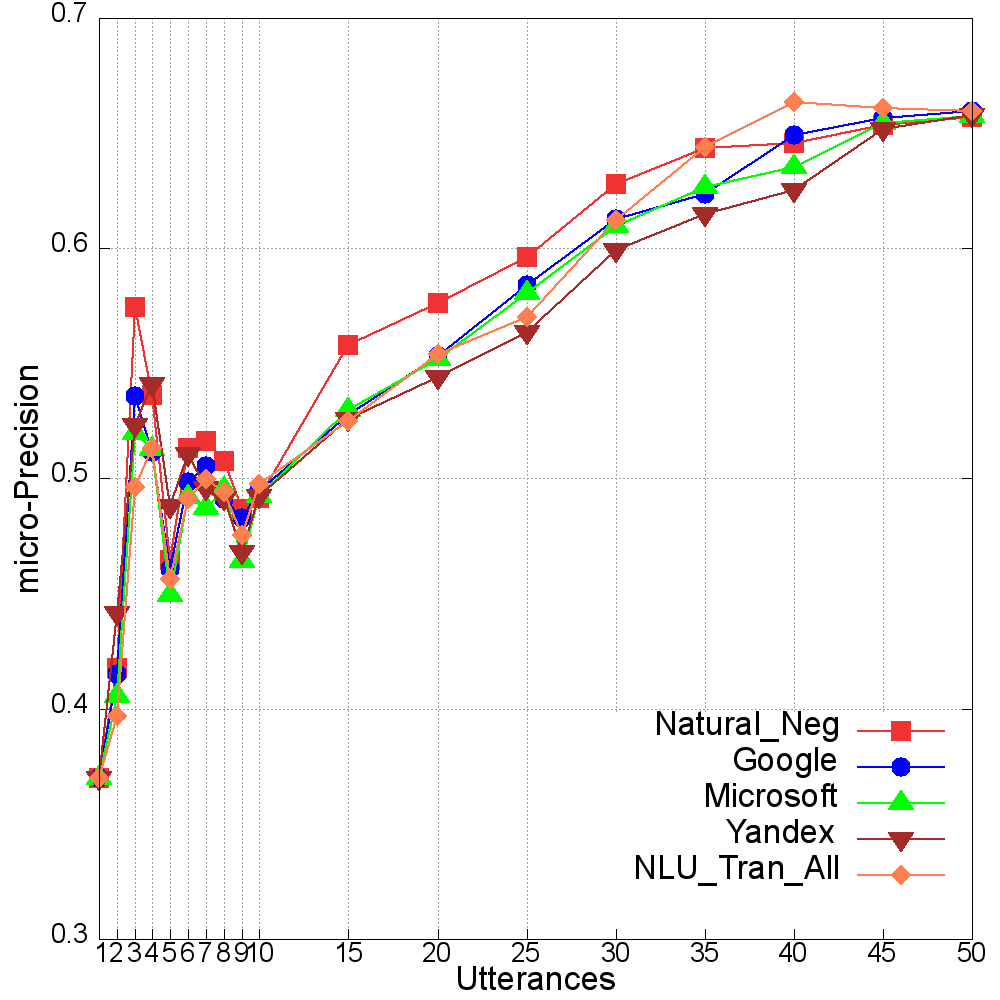 0.7
0.6
0.5
0.4
0.3
micro-Precision
Natural_Neg
Google
Microsoft
Yandex
NLU_Tran_All
1 2 3 4 5 6 7 8 9 10 15 20 25 30 35 40 45 50
Utterances